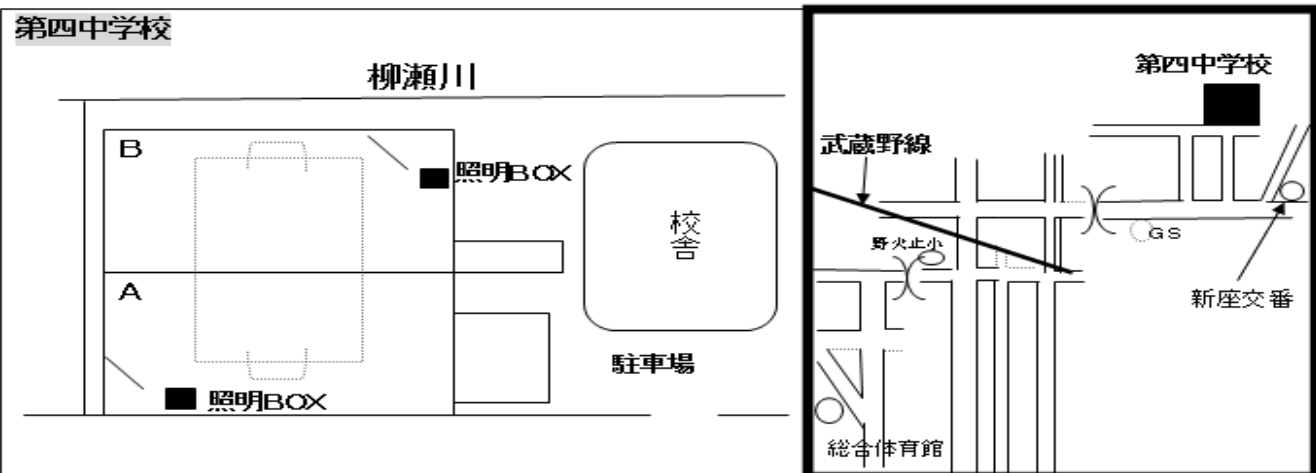 第四中学校
柳瀬川
B
照明BOX
校舎
A
駐車場
照明BOX
第四中学校
武蔵野線
野火止小
GS
新座交番
総合体育館